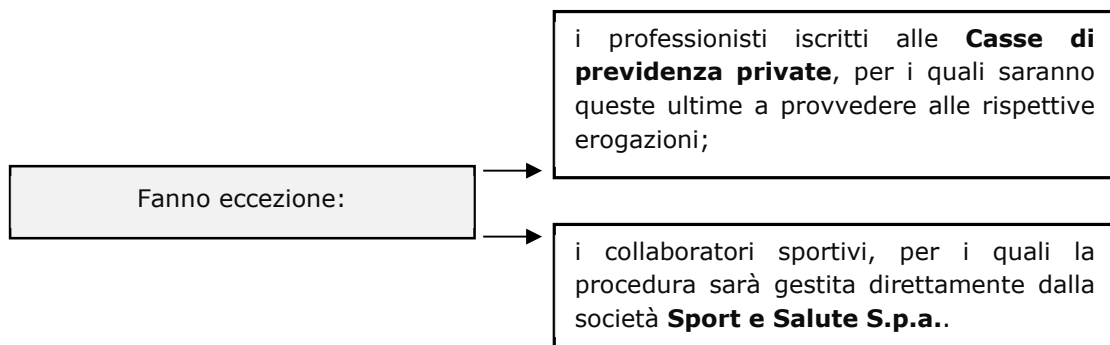 Fanno eccezione:
i professionisti iscritti alle Casse di
previdenza private, per i quali saranno
queste ultime a provvedere alle rispettive
erogazioni;
i collaboratori sportivi, per i quali la
procedura sarà gestita direttamente dalla
società Sport e Salute S.p.a..